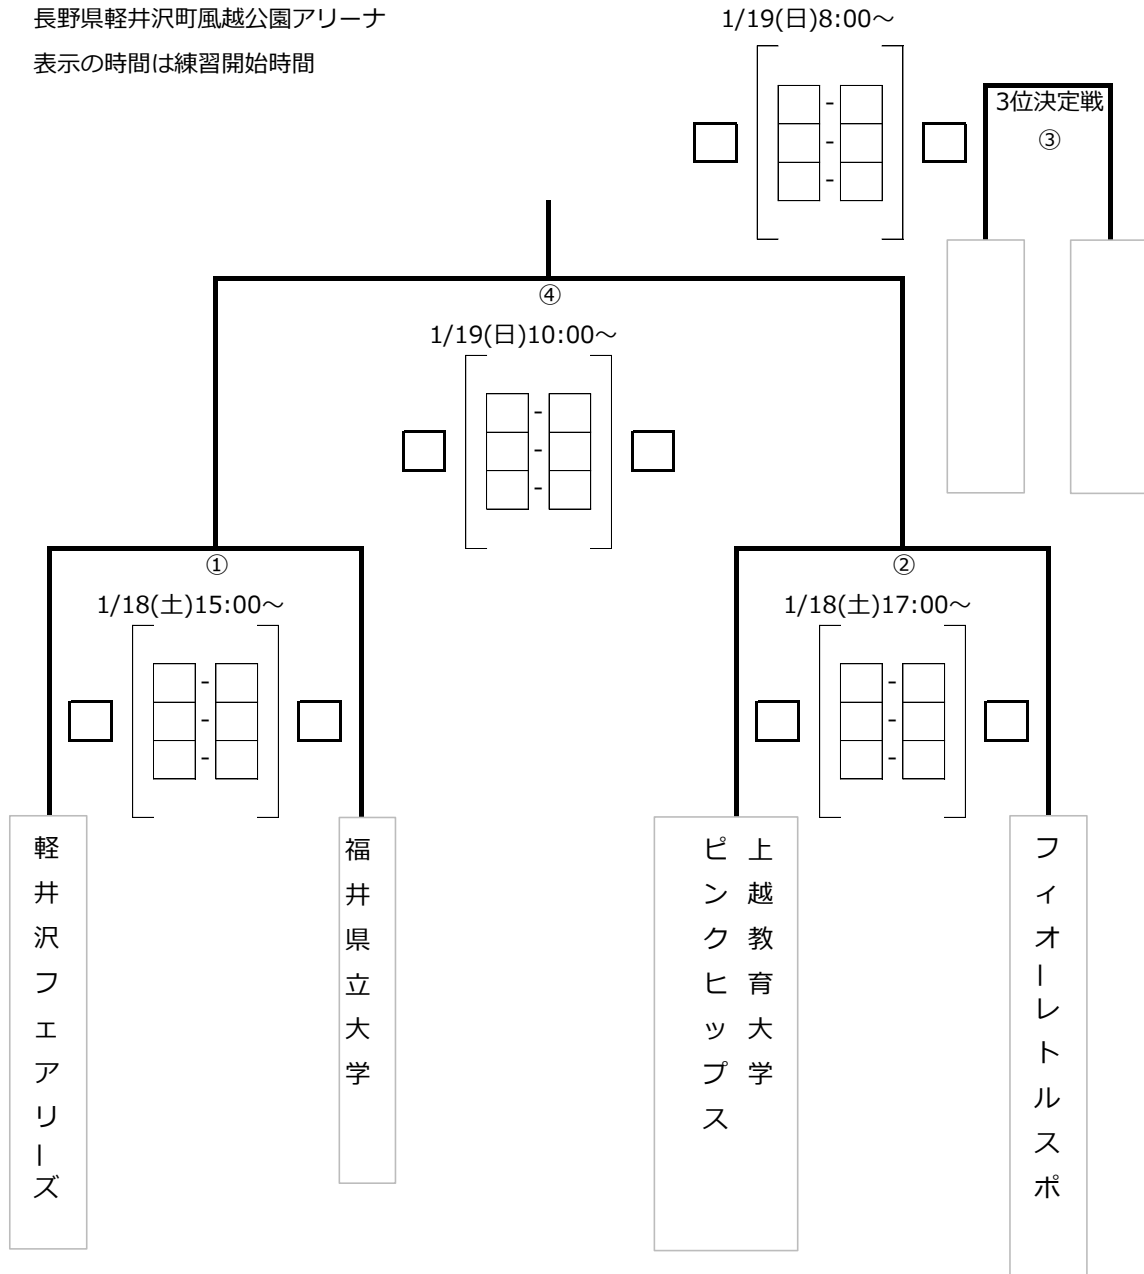 長野県軽井沢町風越公園アリーナ
表示の時間は練習開始時間
1/19(日)8:00～
-
-
-
3位決定戦
③
④
1/19(日)10:00～
-
-
-
①
1/18(土)15:00～
-
-
-
②
1/18(土)17:00～
-
-
-
軽井沢フェアリーズ
福井県立大学
上越教育大学
ピンクヒップス
フィオーレトルスポ